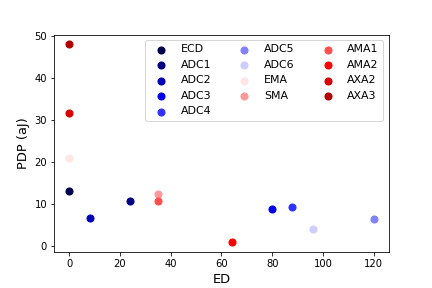 50
40
30
20
10
0
PDP (aJ)
ECD
ADC1
ADC2
ADC3
ADC4
ADC5
ADC6
EMA
SMA
AMA1
AMA2
AXA2
AXA3
0 20 40 60 80 100 120
ED